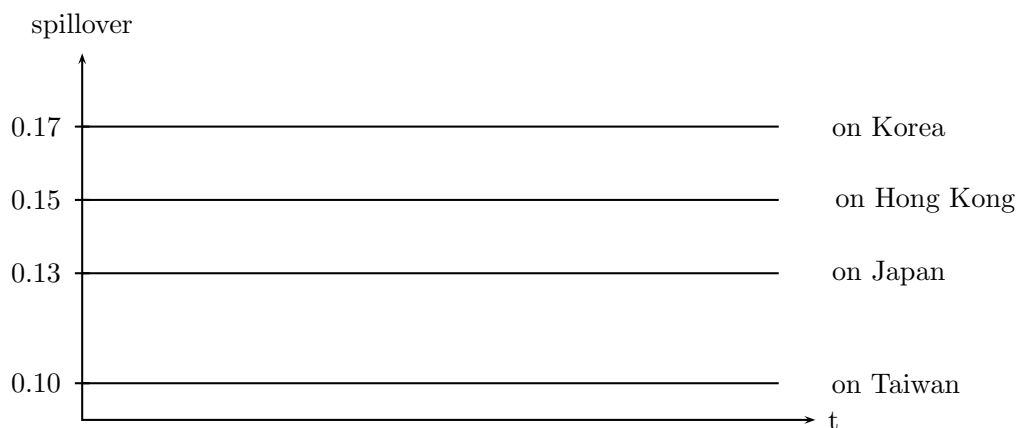 spillover
0.17 on Korea
0.15 on Hong Kong
0.13 on Japan
0.10 on Taiwan
t